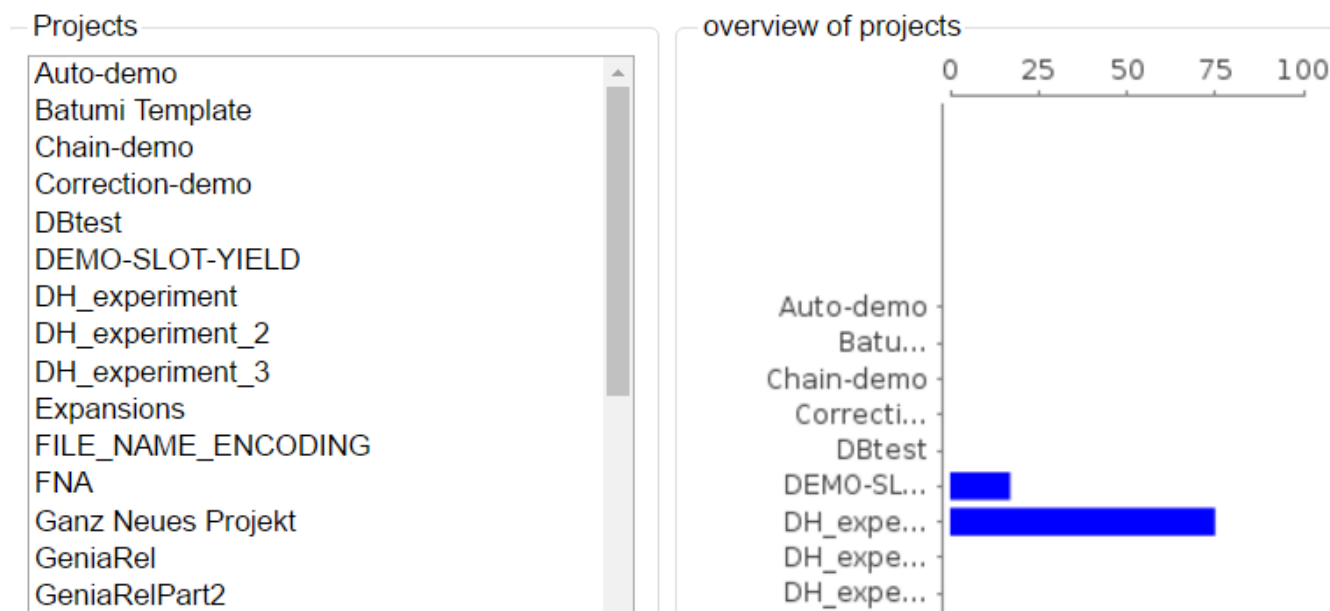 Projects
Auto-demo
Batumi Template
Chain-demo
Correction-demo
DBtest
DEMO-SLOT-YIELD
DH_experiment
DH_experiment_2
DH_experiment_3
Expansions
FILE_NAME_ENCODING
FNA
Ganz Neues Projekt
GeniaRel
GeniaRelPart2
overview of projects
0 25 50 75 100
Auto-demo
Batu...
Chain-demo
Correcti...
DBtest
DEMO-SL...
DH_expe...
DH_expe...
DH_expe...